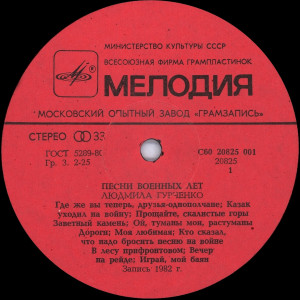 МИНИСТЕРСТВО КУЛЬТУРЫ СССР
ВСЕСОЮЗНАЯ ФИРМА ГРАМПЛАСТИНОК
МЕЛОДИЯ
МОСКОВСКИЙ ОПЫТНЫЙ ЗАВОД «ГРАМЗАПИСЬ»
СТЕРЕО 33
ГОСТ 5289-80
Гр. 3. 2-25
С60 20825 001
20825
1
ПЕСНИ ВОЕННЫХ ЛЕТ
ЛЮДМИЛА ГУРЧЕНКО
Где же вы теперь, друзья-однополчане; Казак
уходил на войну; Прощайте, скалистые горы
Заветный камень; Ой, туманы мои, растуманы
Дороги; Моя любимая; Кто сказал,
что надо бросить песню на войне
В лесу прифронтовом; Вечер
на рейде; Играй, мой баян
Запись 1982 г.